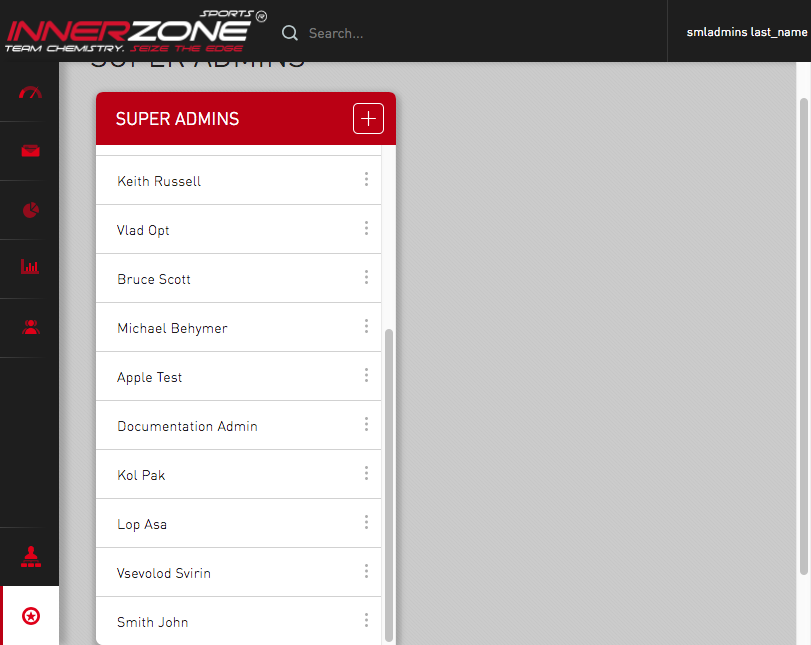 SPORTS ®
INNERZONE
TEAM CHEMISTRY. SEIZE THE EDGE
Search...
smladmins last_name
SUPER ADMINS
SUPER ADMINS
Keith Russell
Vlad Opt
Bruce Scott
Michael Behymer
Apple Test
Documentation Admin
Kol Pak
Lop Asa
Vsevolod Svirin
Smith John